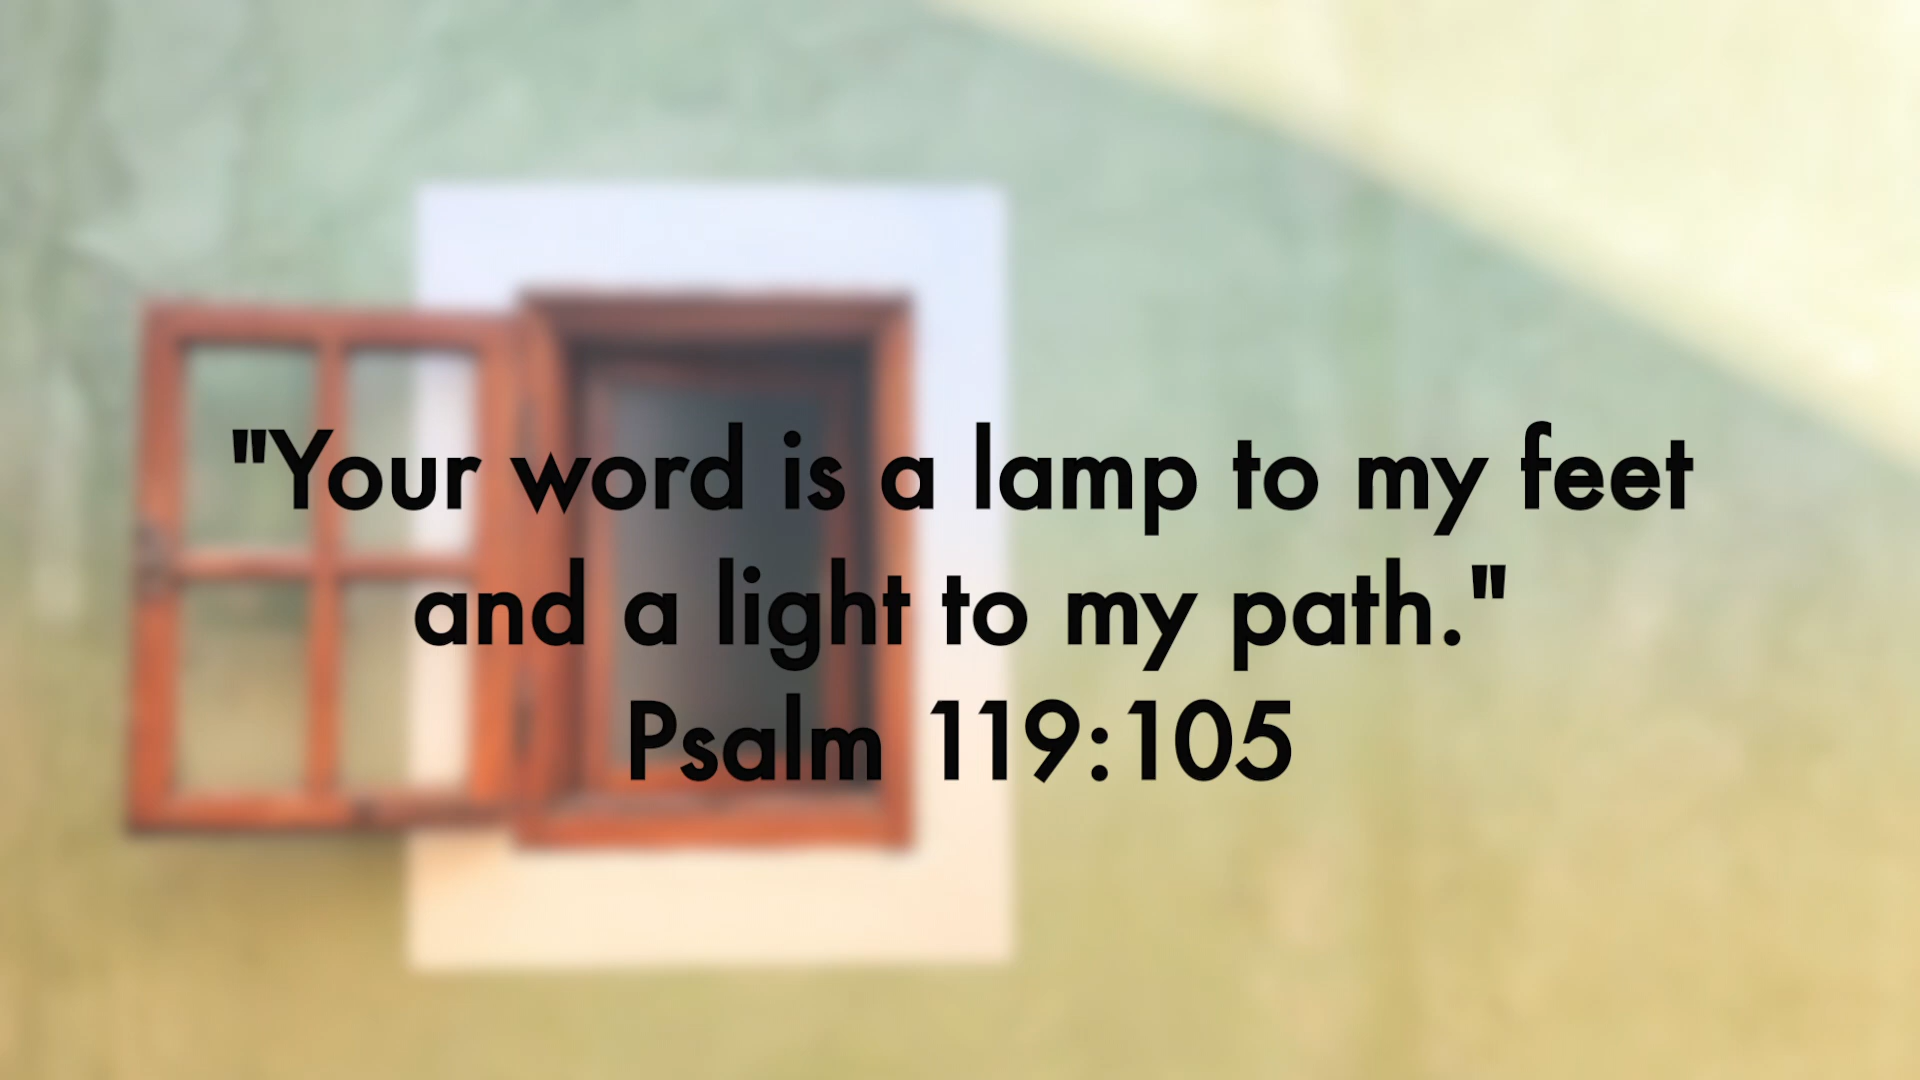 "Your word is a lamp to my feet
and a light to my path."
Psalm 119:105